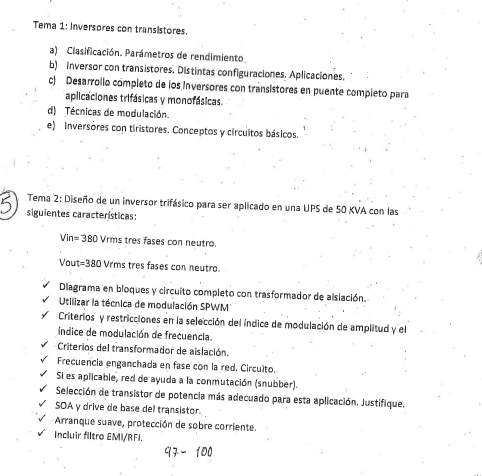 Tema 1: Inversores con transistores.
a) Clasificación. Parámetros de rendimiento
b) Inversor con transistores. Distintas configuraciones. Aplicaciones.
c) Desarrollo completo de los inversores con transistores en puente completo para
aplicaciones trifásicas y monofásicas.
d) Técnicas de modulación.
e) Inversores con tiristores. Conceptos y circuitos básicos.
5) Tema 2: Diseño de un inversor trifásico para ser aplicado en una UPS de 50 KVA con las
siguientes características:
Vin= 380 Vrms tres fases con neutro.
Vout=380 Vrms tres fases con neutro.
✓ Diagrama en bloques y circuito completo con trasformador de aislación.
✓ Utilizar la técnica de modulación SPWM
✓ Criterios y restricciones en la selección del índice de modulación de amplitud y el
índice de modulación de frecuencia.
✓ Criterios del transformador de aislación.
✓ Frecuencia enganchada en fase con la red. Circuito.
✓ Si es aplicable, red de ayuda a la conmutación (snubber).
✓ Selección de transistor de potencia más adecuado para esta aplicación. Justifique.
✓ SOA y drive de base del transistor.
✓ Arranque suave, protección de sobre corriente.
✓ Incluir filtro EMI/RFI.
97- 100